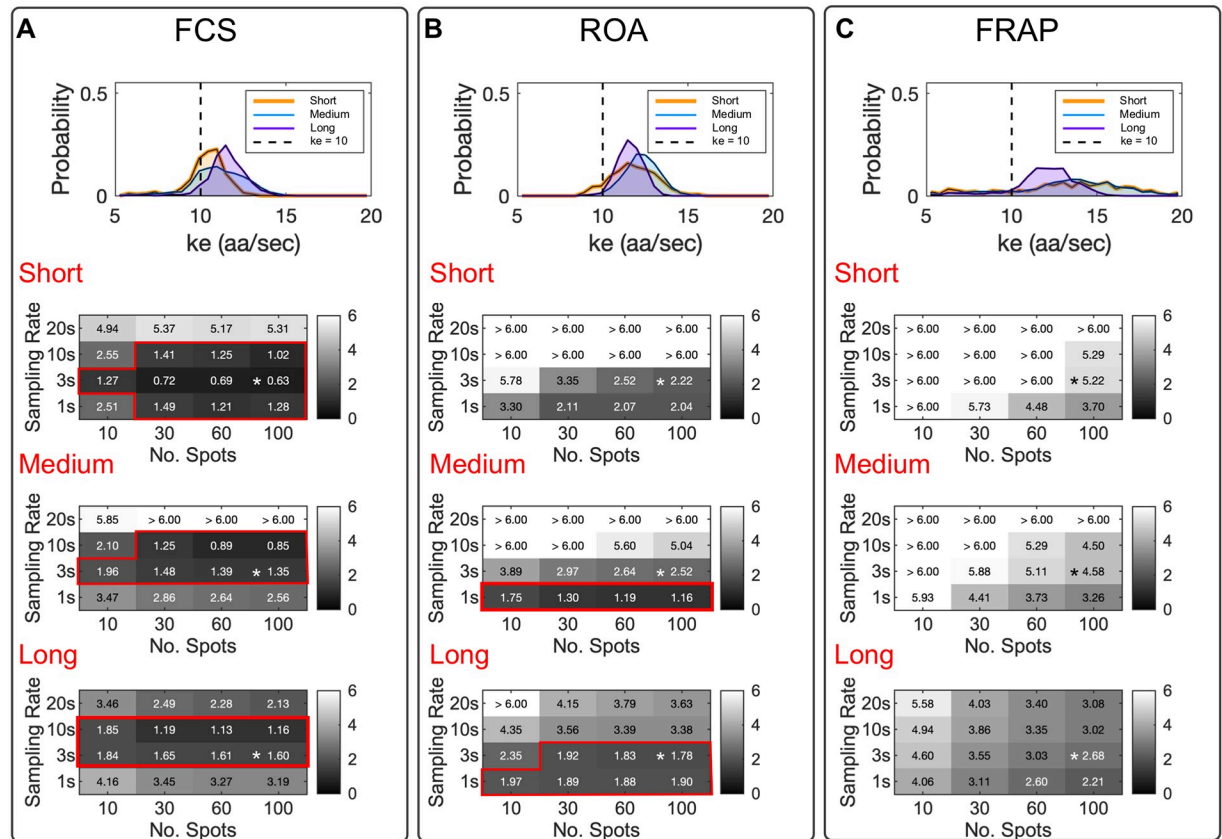 A FCS
Probability
0.5
0
5 10 15 20
ke (aa/sec)
Short
Medium
Long
ke = 10
Short
Sampling Rate
20s 4.94 5.37 5.17 5.31
10s 2.55 1.41 1.25 1.02
3s 1.27 0.72 0.69 * 0.63
1s 2.51 1.49 1.21 1.28
10 30 60 100
No. Spots
6
4
2
0
Medium
Sampling Rate
20s 5.85 > 6.00 > 6.00 > 6.00
10s 2.10 1.25 0.89 0.85
3s 1.96 1.48 1.39 * 1.35
1s 3.47 2.86 2.64 2.56
10 30 60 100
No. Spots
6
4
2
0
Long
Sampling Rate
20s 3.46 2.49 2.28 2.13
10s 1.85 1.19 1.13 1.16
3s 1.84 1.65 1.61 * 1.60
1s 4.16 3.45 3.27 3.19
10 30 60 100
No. Spots
6
4
2
0
B ROA
Probability
0.5
0
5 10 15 20
ke (aa/sec)
Short
Medium
Long
ke = 10
Short
Sampling Rate
20s > 6.00 > 6.00 > 6.00 > 6.00
10s > 6.00 > 6.00 > 6.00 > 6.00
3s 5.78 3.35 2.52 * 2.22
1s 3.30 2.11 2.07 2.04
10 30 60 100
No. Spots
6
4
2
0
Medium
Sampling Rate
20s > 6.00 > 6.00 > 6.00 > 6.00
10s > 6.00 > 6.00 5.60 5.04
3s 3.89 2.97 2.64 * 2.52
1s 1.75 1.30 1.19 1.16
10 30 60 100
No. Spots
6
4
2
0
Long
Sampling Rate
20s > 6.00 4.15 3.79 3.63
10s 4.35 3.56 3.39 3.38
3s 2.35 1.92 1.83 * 1.78
1s 1.97 1.89 1.88 1.90
10 30 60 100
No. Spots
6
4
2
0
C FRAP
Probability
0.5
0
5 10 15 20
ke (aa/sec)
Short
Medium
Long
ke = 10
Short
Sampling Rate
20s > 6.00 > 6.00 > 6.00 > 6.00
10s > 6.00 > 6.00 > 6.00 5.29
3s > 6.00 > 6.00 > 6.00 * 5.22
1s > 6.00 5.73 4.48 3.70
10 30 60 100
No. Spots
6
4
2
0
Medium
Sampling Rate
20s > 6.00 > 6.00 > 6.00 > 6.00
10s > 6.00 > 6.00 5.29 4.50
3s > 6.00 5.88 5.11 * 4.58
1s 5.93 4.41 3.73 3.26
10 30 60 100
No. Spots
6
4
2
0
Long
Sampling Rate
20s 5.58 4.03 3.40 3.08
10s 4.94 3.86 3.35 3.02
3s 4.60 3.55 3.03 * 2.68
1s 4.06 3.11 2.60 2.21
10 30 60 100
No. Spots
6
4
2
0